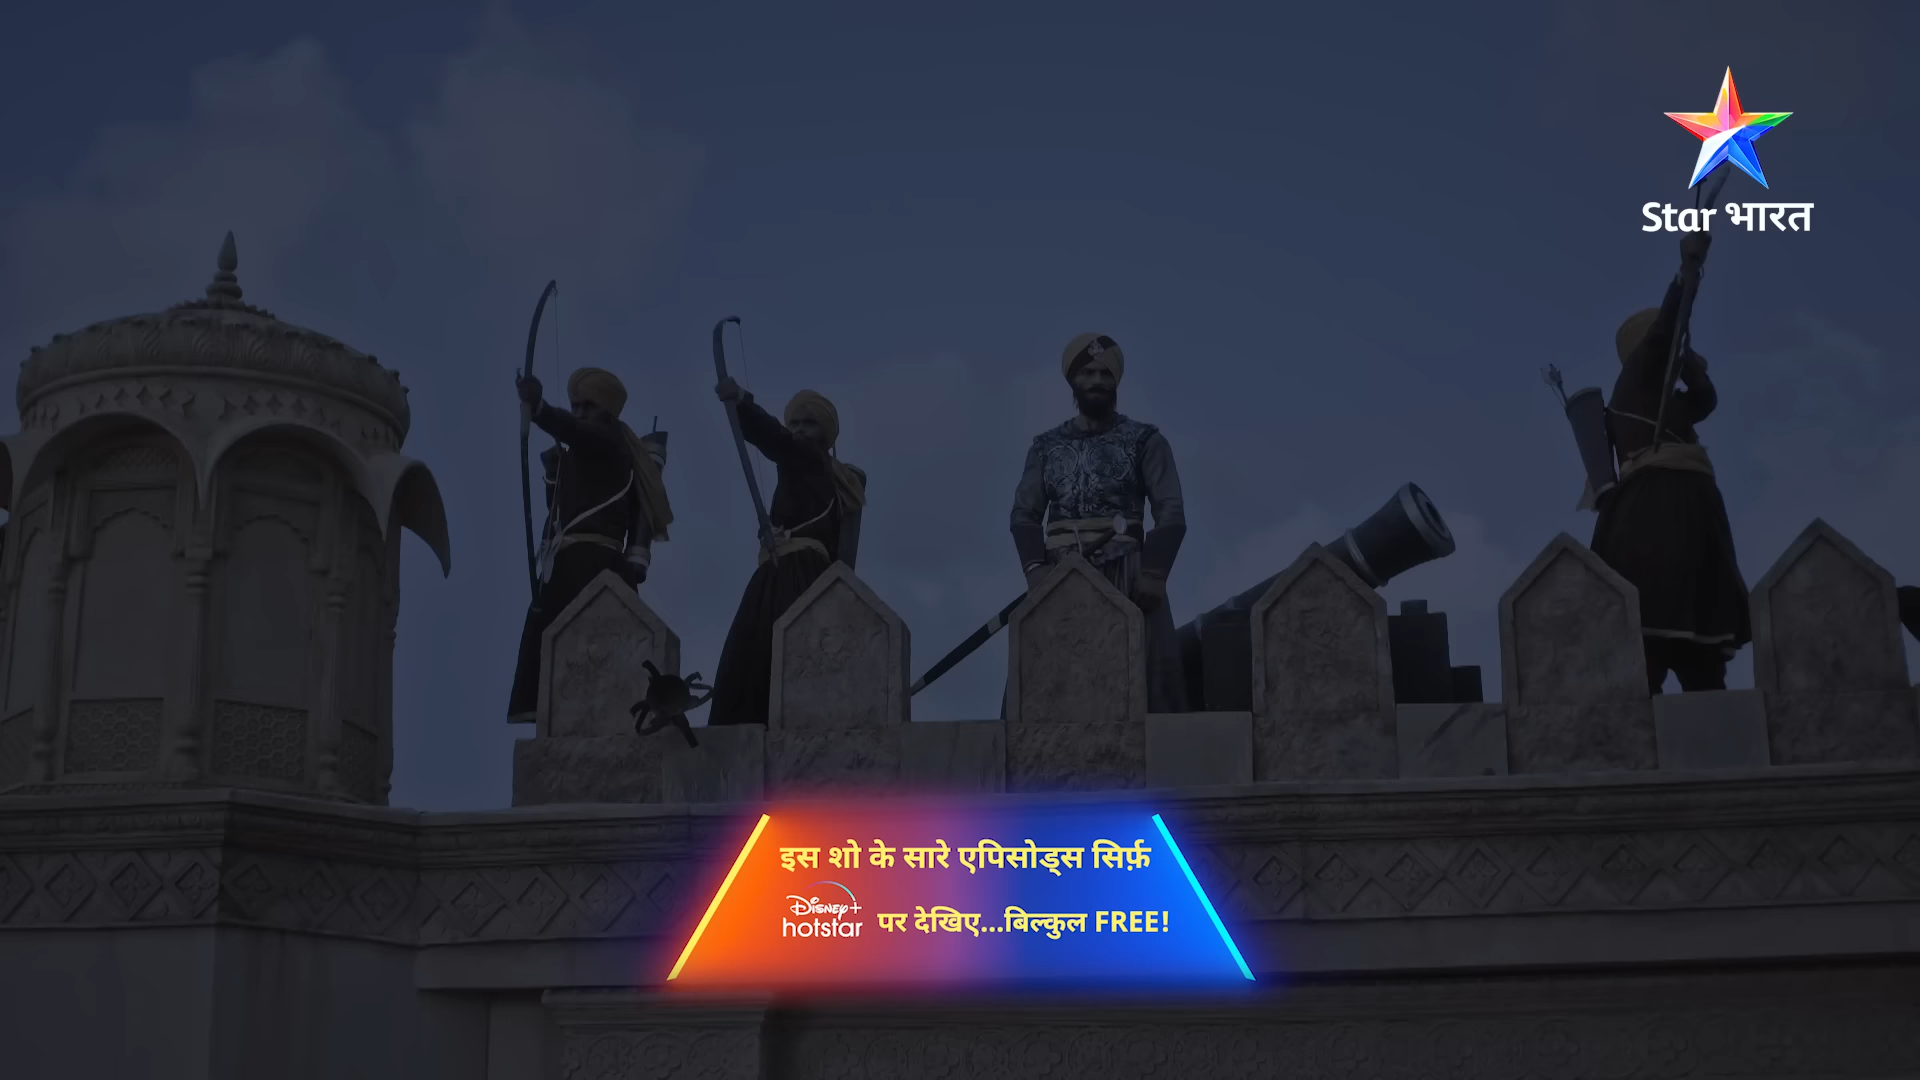 Star भारत
इस शो के सारे एपिसोड्स सिर्फ़
Disney+ hotstar पर देखिए...बिल्कुल FREE!